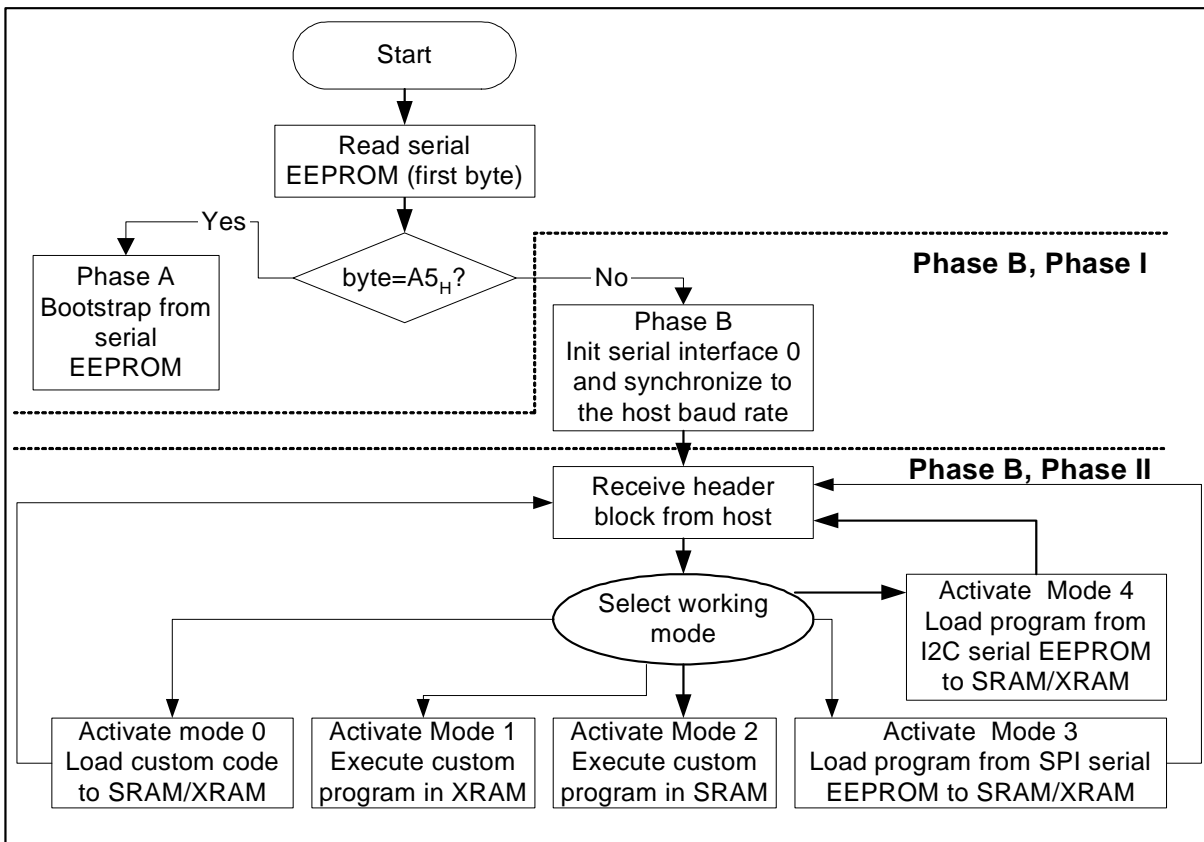 Start
Read serial
EEPROM (first byte)
Yes
byte=A5H?
No
Phase B, Phase I
Phase A
Bootstrap from
serial
EEPROM
Phase B
Init serial interface 0
and synchronize to
the host baud rate
Phase B, Phase II
Receive header
block from host
Select working
mode
Activate  Mode 4
Load program from
I2C serial EEPROM
to SRAM/XRAM
Activate mode 0
Load custom code
to SRAM/XRAM
Activate Mode 1
Execute custom
program in XRAM
Activate Mode 2
Execute custom
program in SRAM
Activate  Mode 3
Load program from SPI serial
EEPROM to SRAM/XRAM